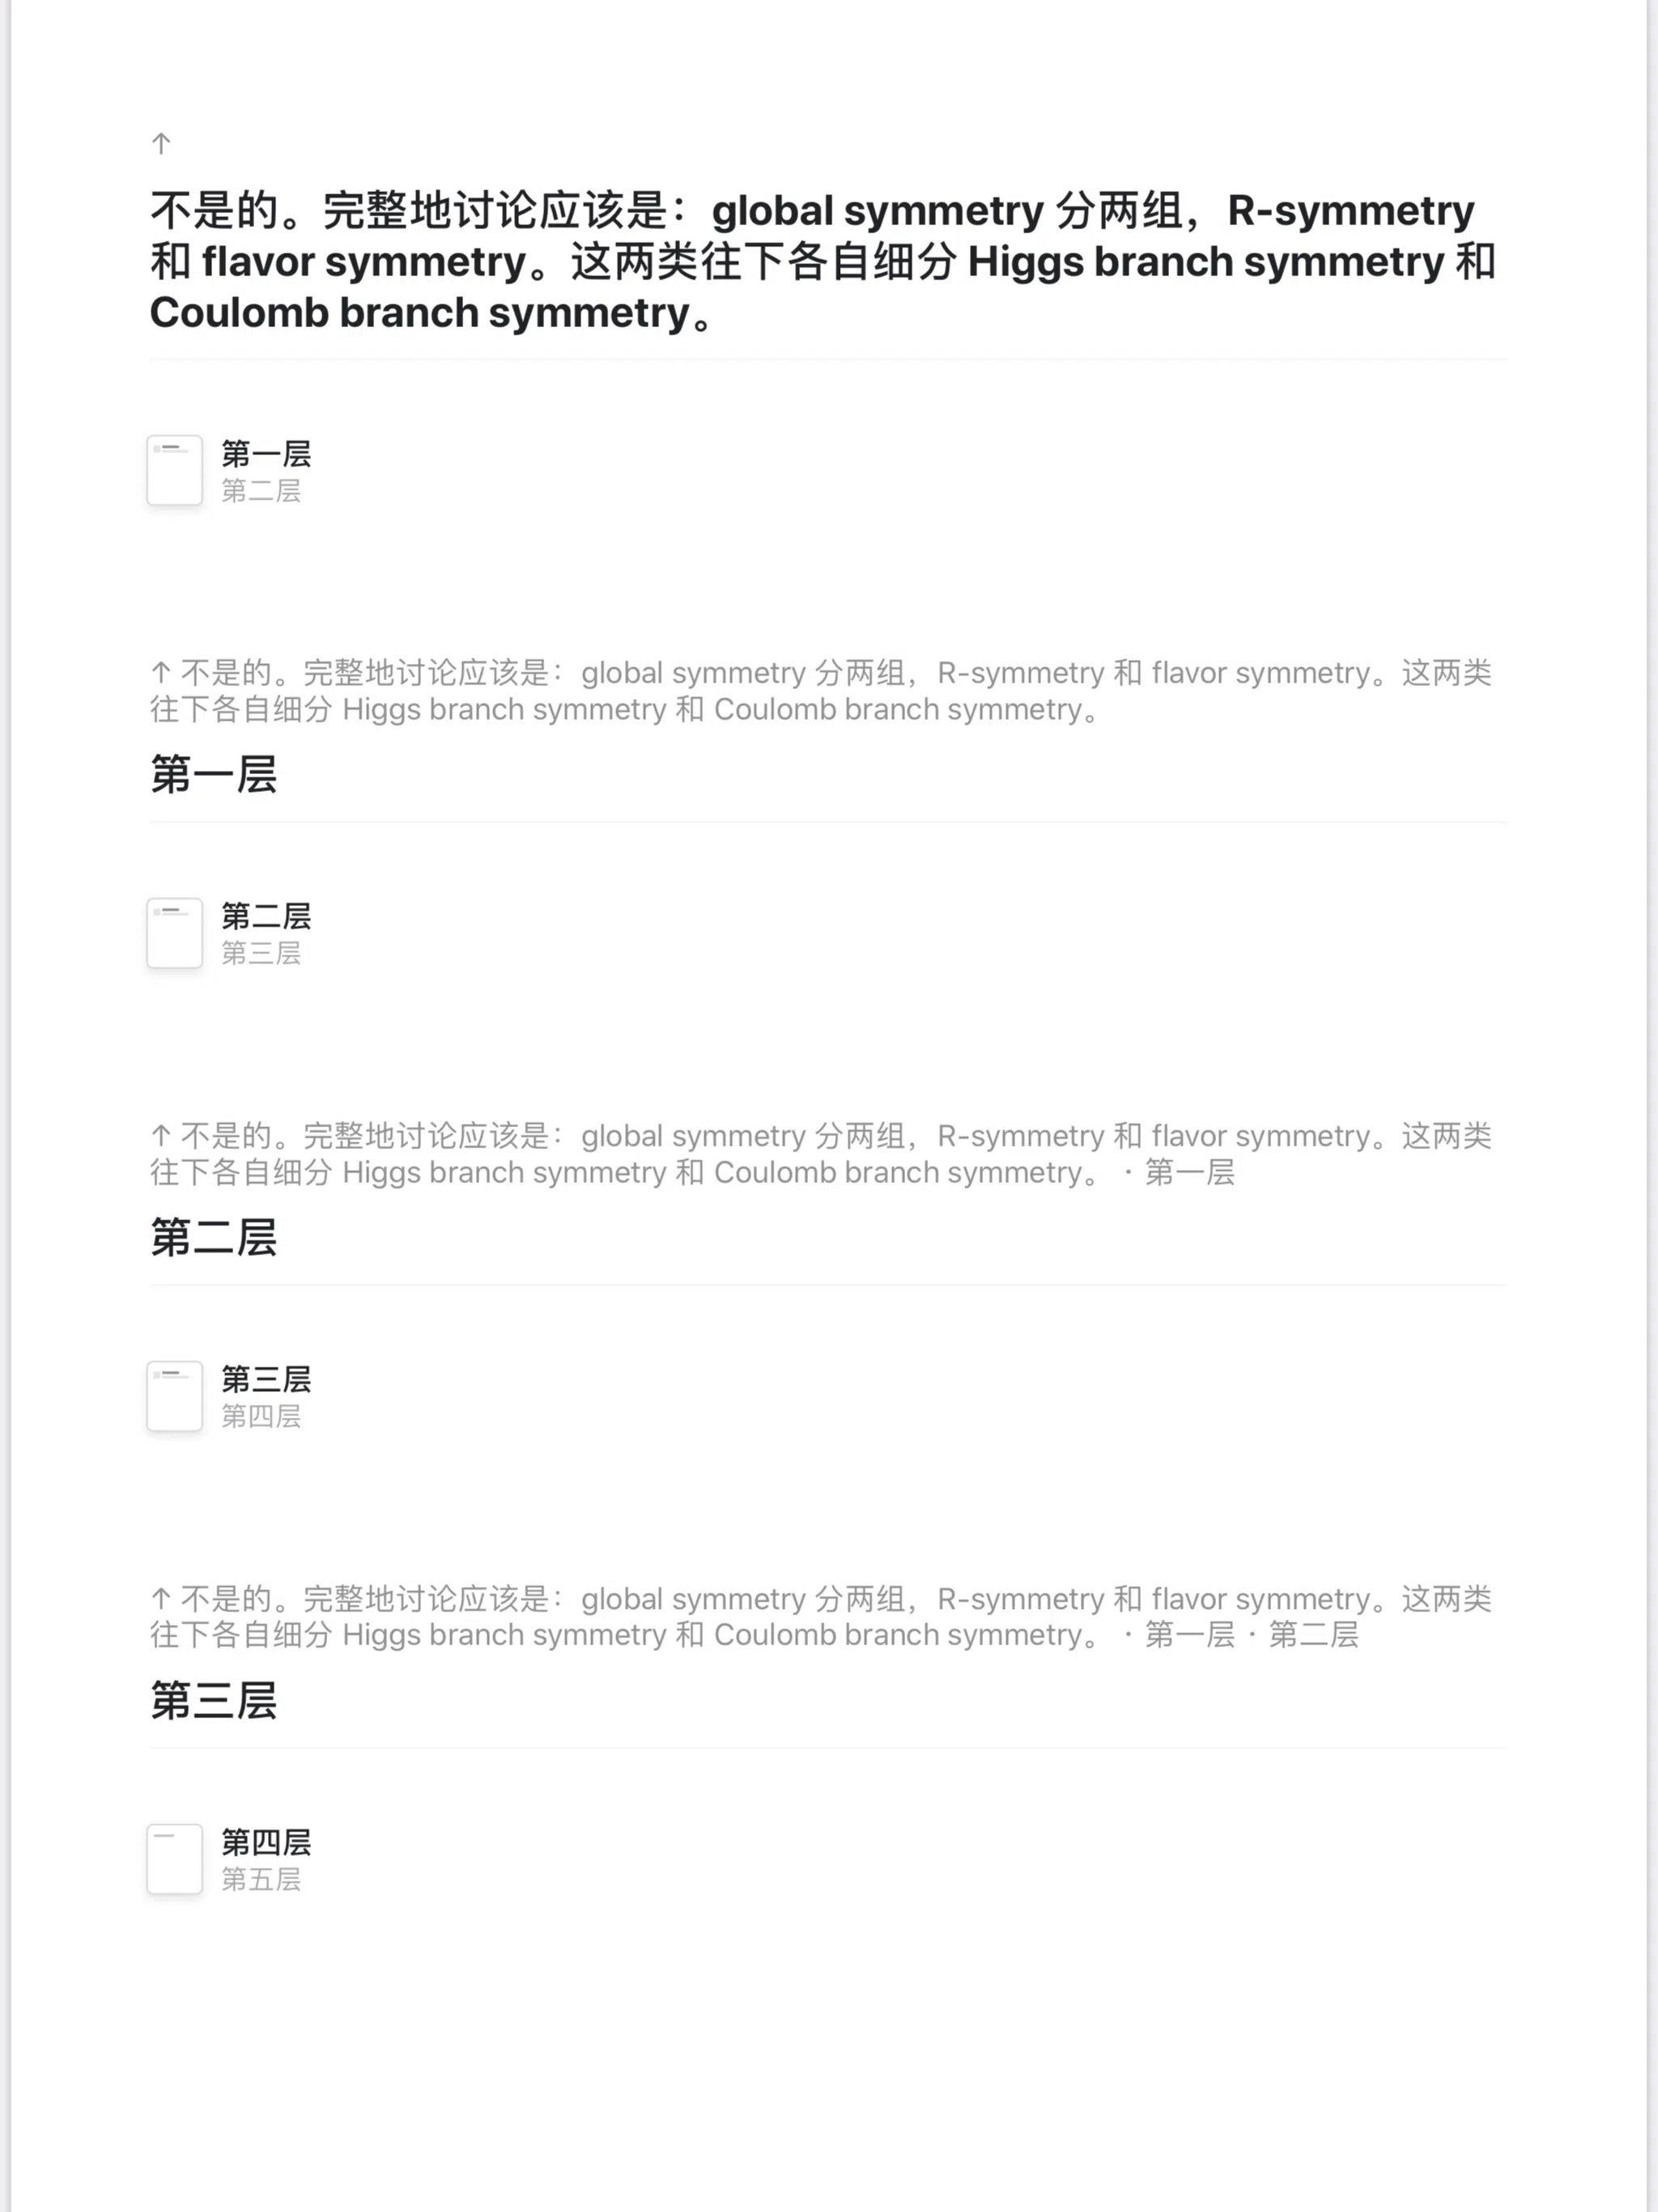 ↑
不是的。完整地讨论应该是：global symmetry 分两组，R-symmetry
和 flavor symmetry。这两类往下各自细分 Higgs branch symmetry 和
Coulomb branch symmetry。
第一层
第二层
↑ 不是的。完整地讨论应该是：global symmetry 分两组，R-symmetry 和 flavor symmetry。这两类
往下各自细分 Higgs branch symmetry 和 Coulomb branch symmetry。
第一层
第二层
第三层
↑ 不是的。完整地讨论应该是：global symmetry 分两组，R-symmetry 和 flavor symmetry。这两类
往下各自细分 Higgs branch symmetry 和 Coulomb branch symmetry。 · 第一层
第二层
第三层
第四层
↑ 不是的。完整地讨论应该是：global symmetry 分两组，R-symmetry 和 flavor symmetry。这两类
往下各自细分 Higgs branch symmetry 和 Coulomb branch symmetry。 · 第一层 · 第二层
第三层
第四层
第五层